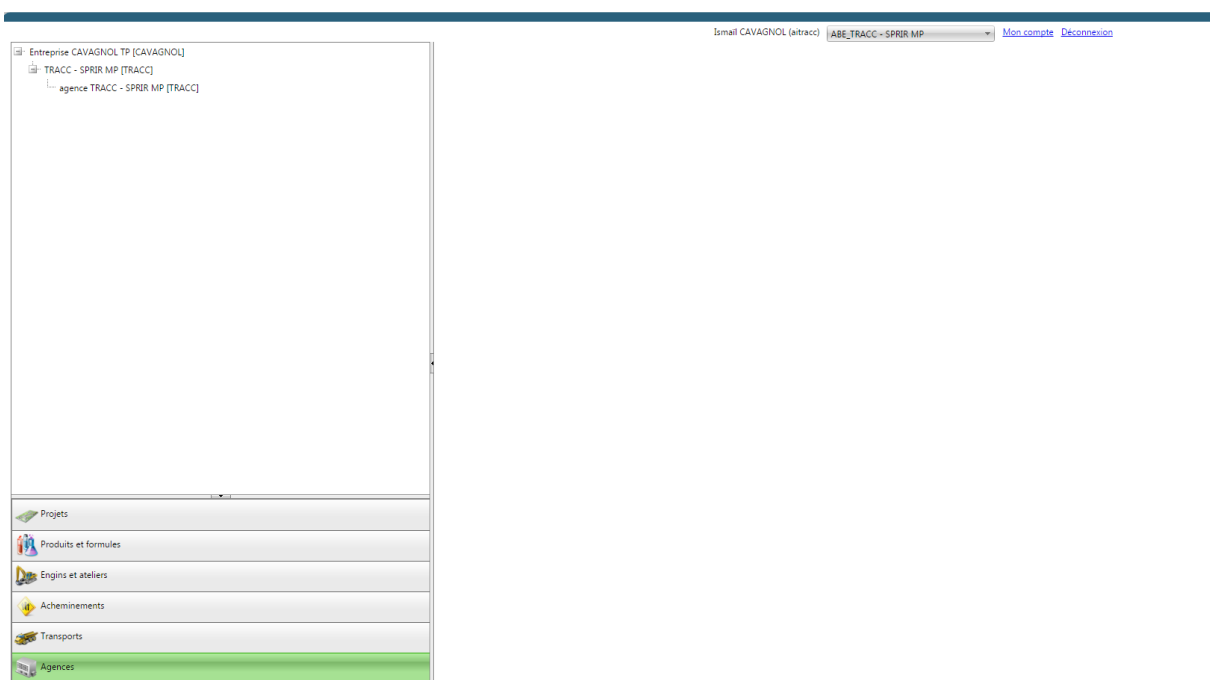 Ismail CAVAGNOL (aitracc) ABE_TRACC - SPRIR MP Mon compte Déconnexion
Entreprise CAVAGNOL TP [CAVAGNOL]
TRACC - SPRIR MP [TRACC]
agence TRACC - SPRIR MP [TRACC]
Projets
Produits et formules
Engins et ateliers
Acheminements
Transports
Agences